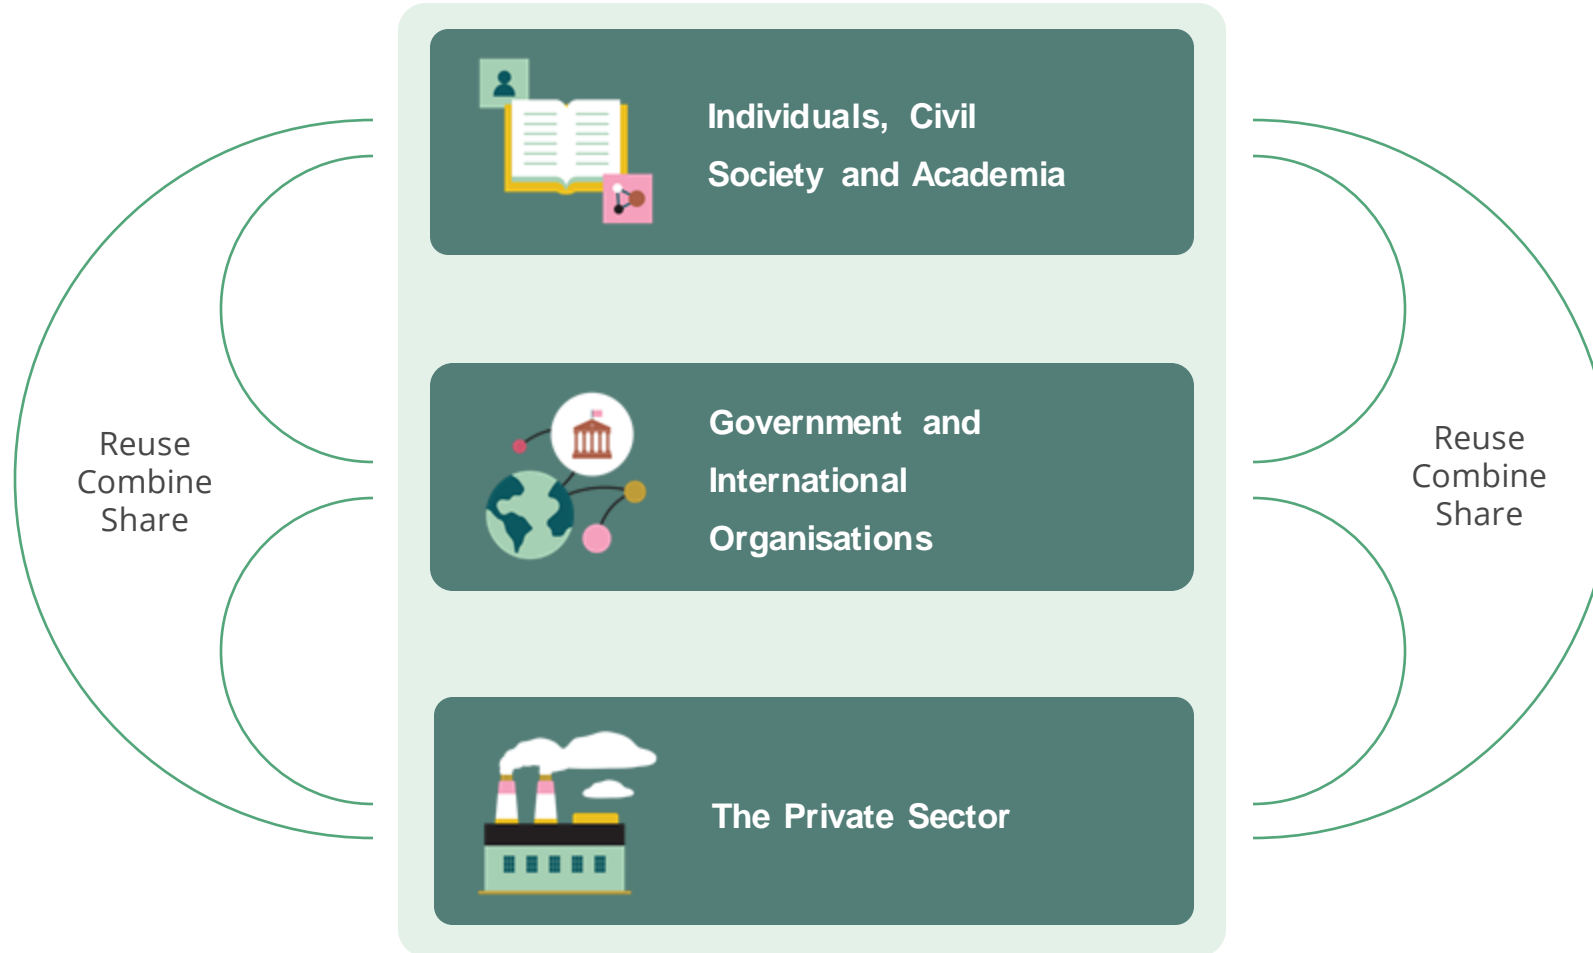 Individuals, Civil
Society and Academia
Reuse
Combine
Share
Government and
International
Organisations
Reuse
Combine
Share
The Private Sector